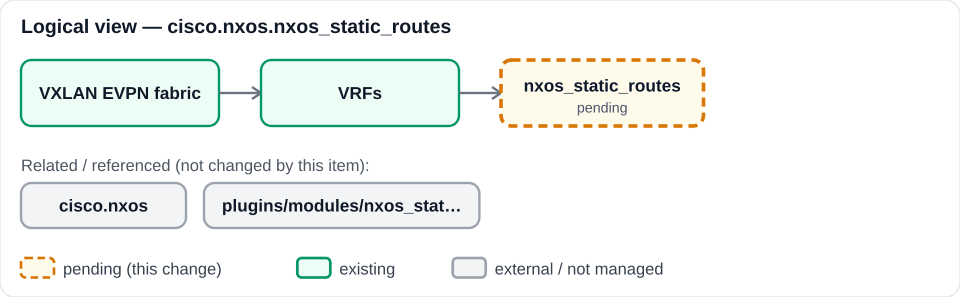 Logical view — cisco.nxos.nxos_static_routes
VXLAN EVPN fabric
VRFs
nxos_static_routes
pending
Related / referenced (not changed by this item):
cisco.nxos
plugins/modules/nxos_stat…
pending (this change)
existing
external / not managed